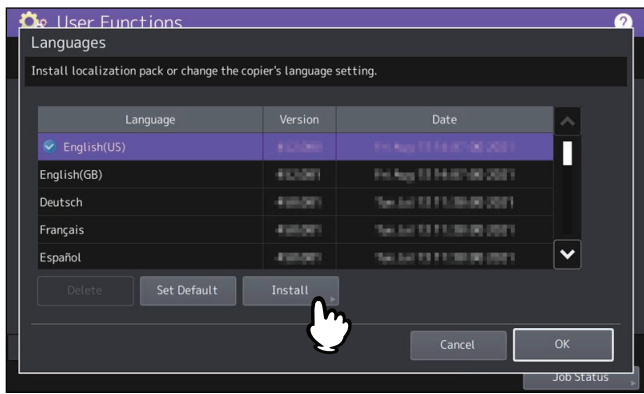 User Functions
?
Languages
Install localization pack or change the copier's language setting.
Language Version Date
English(US)
English(GB)
Deutsch
Français
Español
Delete Set Default Install
Cancel OK
Job Status